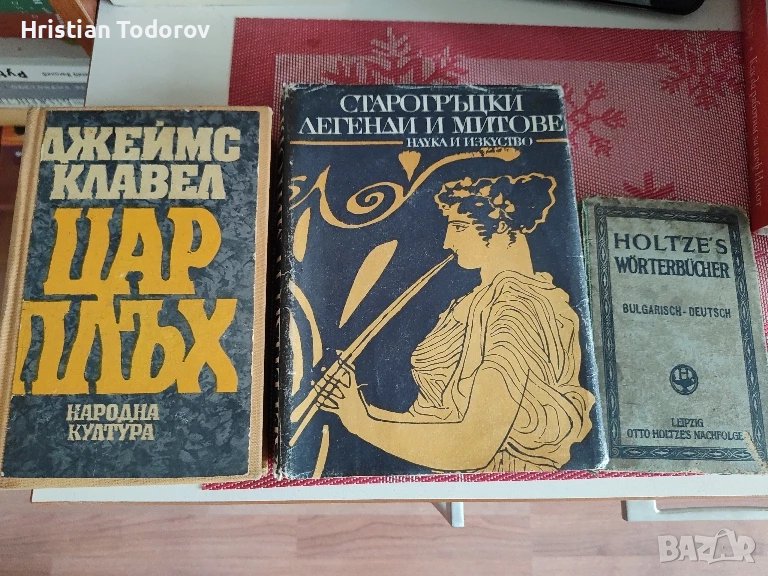 Hristian Todorov
ДЖЕЙМС
КЛАВЕЛ
ЦАР
ПЛЪХ
НАРОДНА
КУЛТУРА
СТАРОГРЪЦКИ
ЛЕГЕНДИ И МИТОВЕ
НАУКА И ИЗКУСТВО
HOLTZE'S
WÖRTERBÜCHER
BULGARISCH-DEUTSCH
LEIPZIG
OTTO HOLTZE'S NACHFOLGE
BAZAR